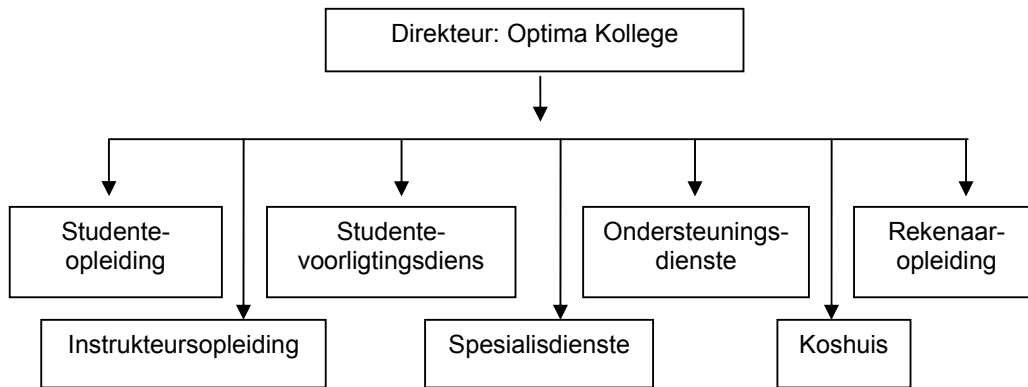 Direkteur: Optima Kollege
Studente-
opleiding
Studente-
voorligtingsdiens
Ondersteunings-
dienste
Rekenaar-
opleiding
Instrukteursopleiding
Spesialisdienste
Koshuis